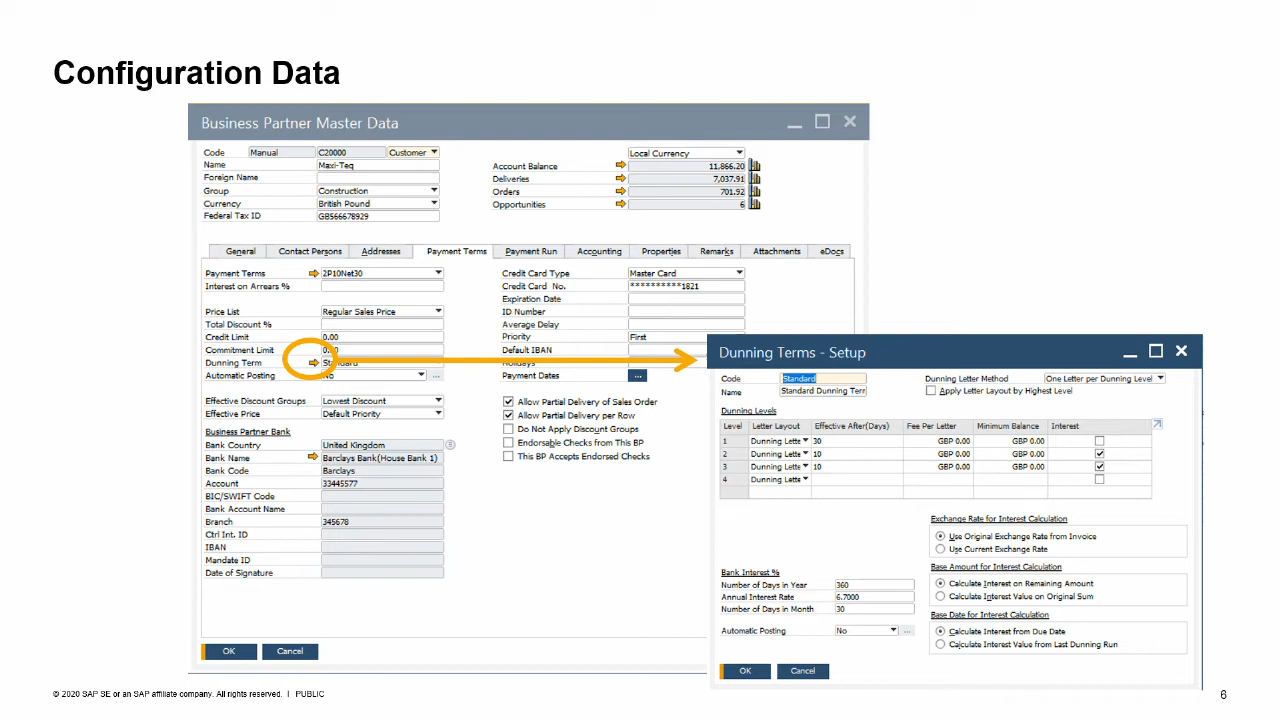 Configuration Data
Business Partner Master Data
Code Manual C20000 Customer
Name Maxi-Teq
Foreign Name
Group Construction
Currency British Pound
Federal Tax ID GB566678929
Local Currency
Account Balance 11,866.20
Deliveries 7,037.91
Orders 701.92
Opportunities 6
General Contact Persons Addresses Payment Terms Payment Run Accounting Properties Remarks Attachments eDocs
Payment Terms 2P10Net30
Interest on Arrears %
Price List Regular Sales Price
Total Discount %
Credit Limit 0.00
Commitment Limit
Dunning Term Standard
Automatic Posting No ...
Effective Discount Groups Lowest Discount
Effective Price Default Priority
Business Partner Bank
Bank Country United Kingdom
Bank Name Barclays Bank(House Bank 1)
Bank Code Barclays
Account 33445577
BIC/SWIFT Code
Bank Account Name
Branch 345678
Ctrl Int. ID
IBAN
Mandate ID
Date of Signature
Credit Card Type Master Card
Credit Card No. **********1821
Expiration Date
ID Number
Average Delay
Priority First
Default IBAN
Holidays
Payment Dates ...
Allow Partial Delivery of Sales Order
Allow Partial Delivery per Row
Do Not Apply Discount Groups
Endorsable Checks from This BP
This BP Accepts Endorsed Checks
OK Cancel
Dunning Terms - Setup
Code Standard
Name Standard Dunning Term
Dunning Letter Method One Letter per Dunning Level
Apply Letter Layout by Highest Level
Dunning Levels
Level Letter Layout Effective After(Days) Fee Per Letter Minimum Balance Interest
1 Dunning Lette 30 GBP 0.00 GBP 0.00
2 Dunning Lette 10 GBP 0.00 GBP 0.00
3 Dunning Lette 10 GBP 0.00 GBP 0.00
4 Dunning Lette
Exchange Rate for Interest Calculation
Use Original Exchange Rate from Invoice
Use Current Exchange Rate
Base Amount for Interest Calculation
Calculate Interest on Remaining Amount
Calculate Interest Value on Original Sum
Base Date for Interest Calculation
Calculate Interest from Due Date
Calculate Interest Value from Last Dunning Run
Bank Interest %
Number of Days in Year 360
Annual Interest Rate 6.7000
Number of Days in Month 30
Automatic Posting No ...
OK Cancel
© 2020 SAP SE or an SAP affiliate company. All rights reserved. | PUBLIC
6